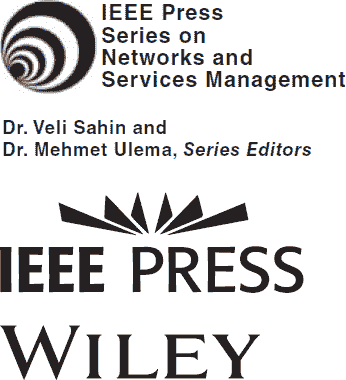 IEEE Press
Series on
Networks and
Services Management
Dr. Veli Sahin and
Dr. Mehmet Ulema, Series Editors
IEEE PRESS
WILEY